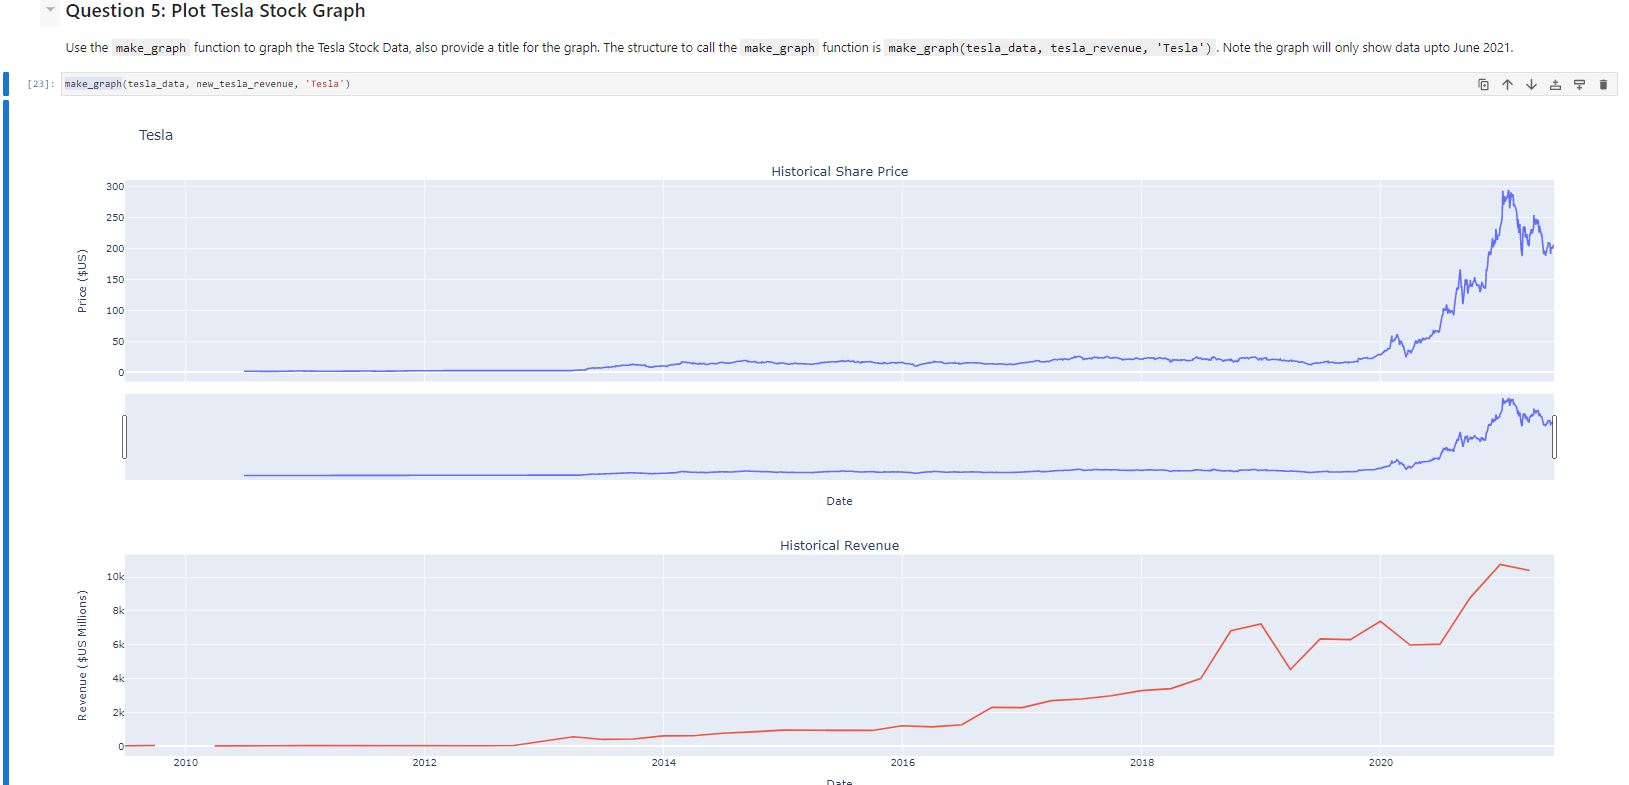 Question 5: Plot Tesla Stock Graph
Use the make_graph function to graph the Tesla Stock Data, also provide a title for the graph. The structure to call the make_graph function is make_graph(tesla_data, tesla_revenue, 'Tesla') . Note the graph will only show data upto June 2021.
[23]: make_graph(tesla_data, new_tesla_revenue, 'Tesla')
Tesla
Historical Share Price
300
250
200
150
100
50
0
Price ($US)
Date
Historical Revenue
10k
8k
6k
4k
2k
0
Revenue ($US Millions)
2010 2012 2014 2016 2018 2020
Date